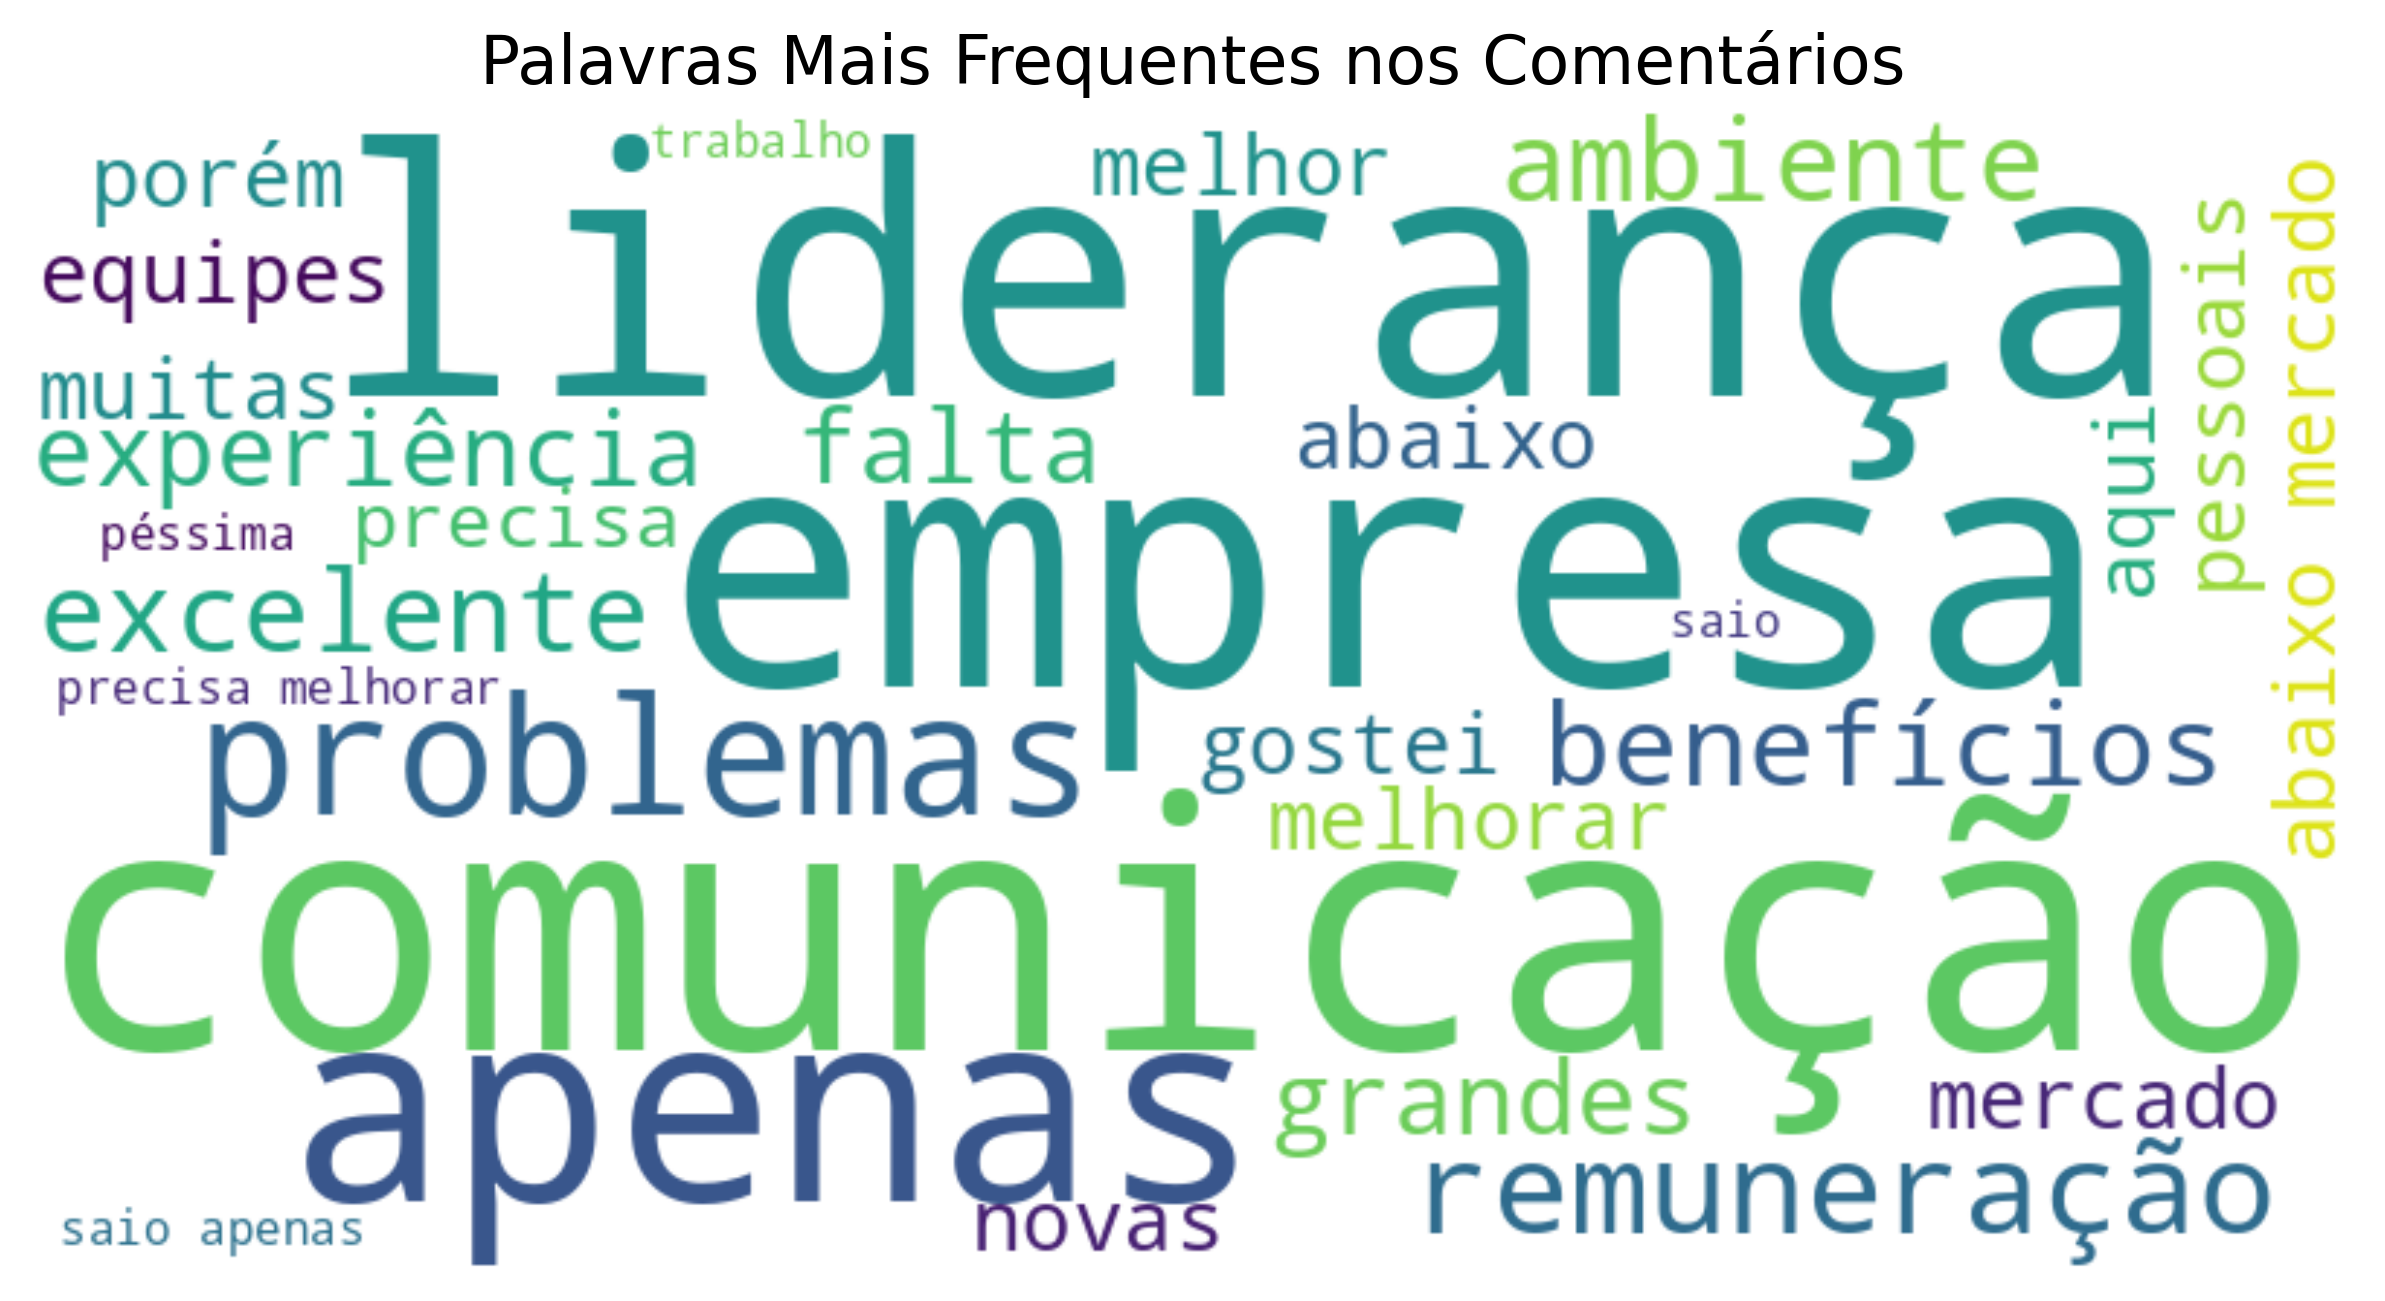 Palavras Mais Frequentes nos Comentários
trabalho
porém
melhor
ambiente
liderança
equipes
muitas
pessoais
abaixo mercado
experiência
falta
abaixo
aqui
péssima
precisa
empresa
excelente
saio
precisa melhorar
problemas
gostei
benefícios
melhorar
comunicação
apenas
grandes
mercado
remuneração
saio apenas
novas